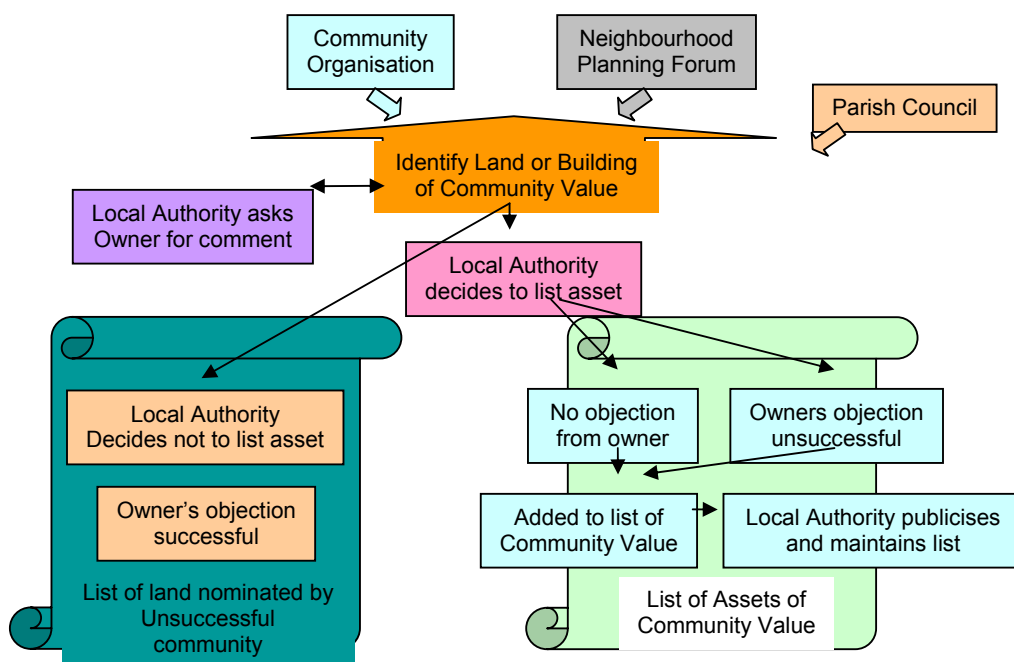 Community
Organisation
Neighbourhood
Planning Forum
Parish Council
Identify Land or Building
of Community Value
Local Authority asks
Owner for comment
Local Authority
decides to list asset
Local Authority
Decides not to list asset
Owner’s objection
successful
List of land nominated by
Unsuccessful
community
No objection
from owner
Owners objection
unsuccessful
Added to list of
Community Value
Local Authority publicises
and maintains list
List of Assets of
Community Value